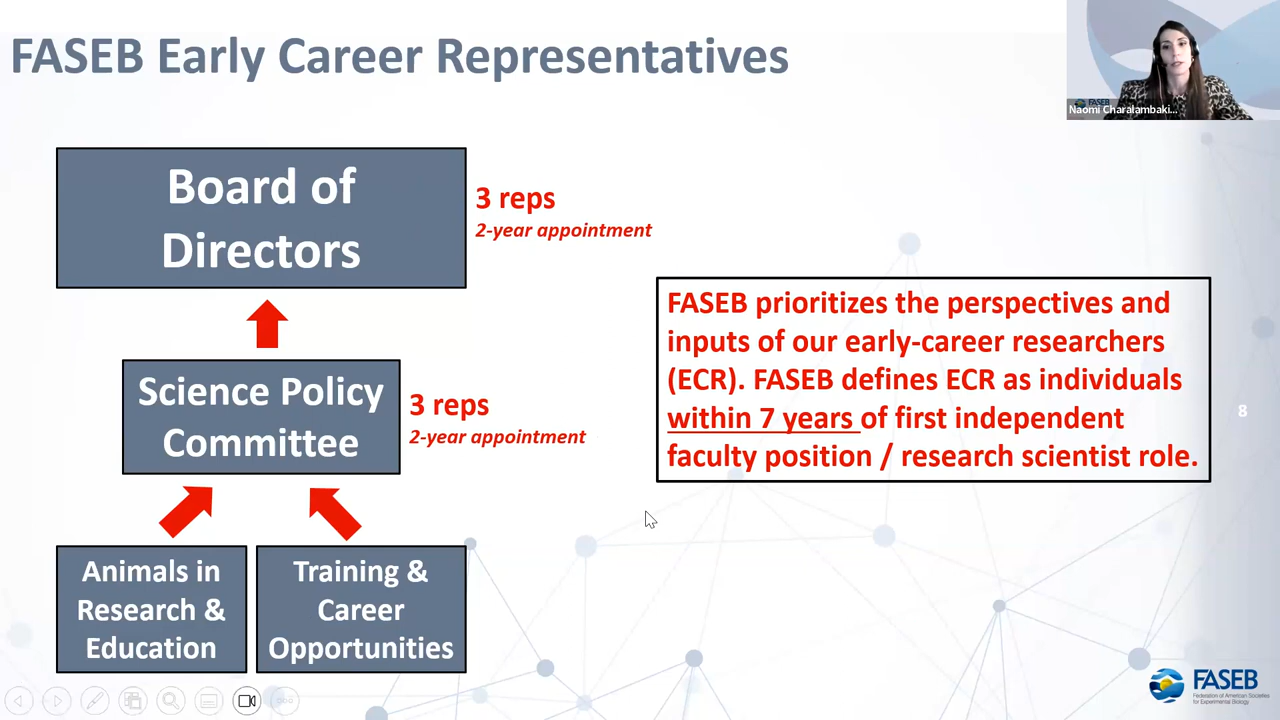 FASEB Early Career Representatives
FASEB
Naomi Charalambaki...
Board of
Directors
3 reps
2-year appointment
Science Policy
Committee
3 reps
2-year appointment
Animals in
Research &
Education
Training &
Career
Opportunities
FASEB prioritizes the perspectives and
inputs of our early-career researchers
(ECR). FASEB defines ECR as individuals
within 7 years of first independent
faculty position / research scientist role.
8
FASEB
Federation of American Societies
for Experimental Biology